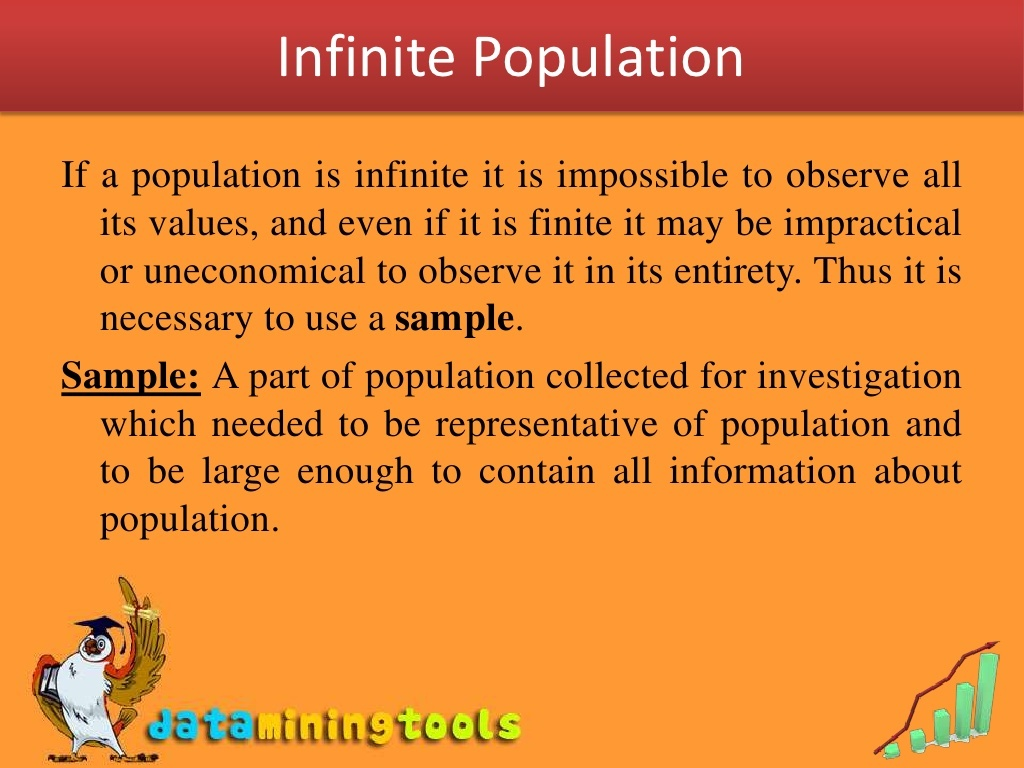 Infinite Population
If a population is infinite it is impossible to observe all
its values, and even if it is finite it may be impractical
or uneconomical to observe it in its entirety. Thus it is
necessary to use a sample.
Sample: A part of population collected for investigation
which needed to be representative of population and
to be large enough to contain all information about
population.
dataminingtools